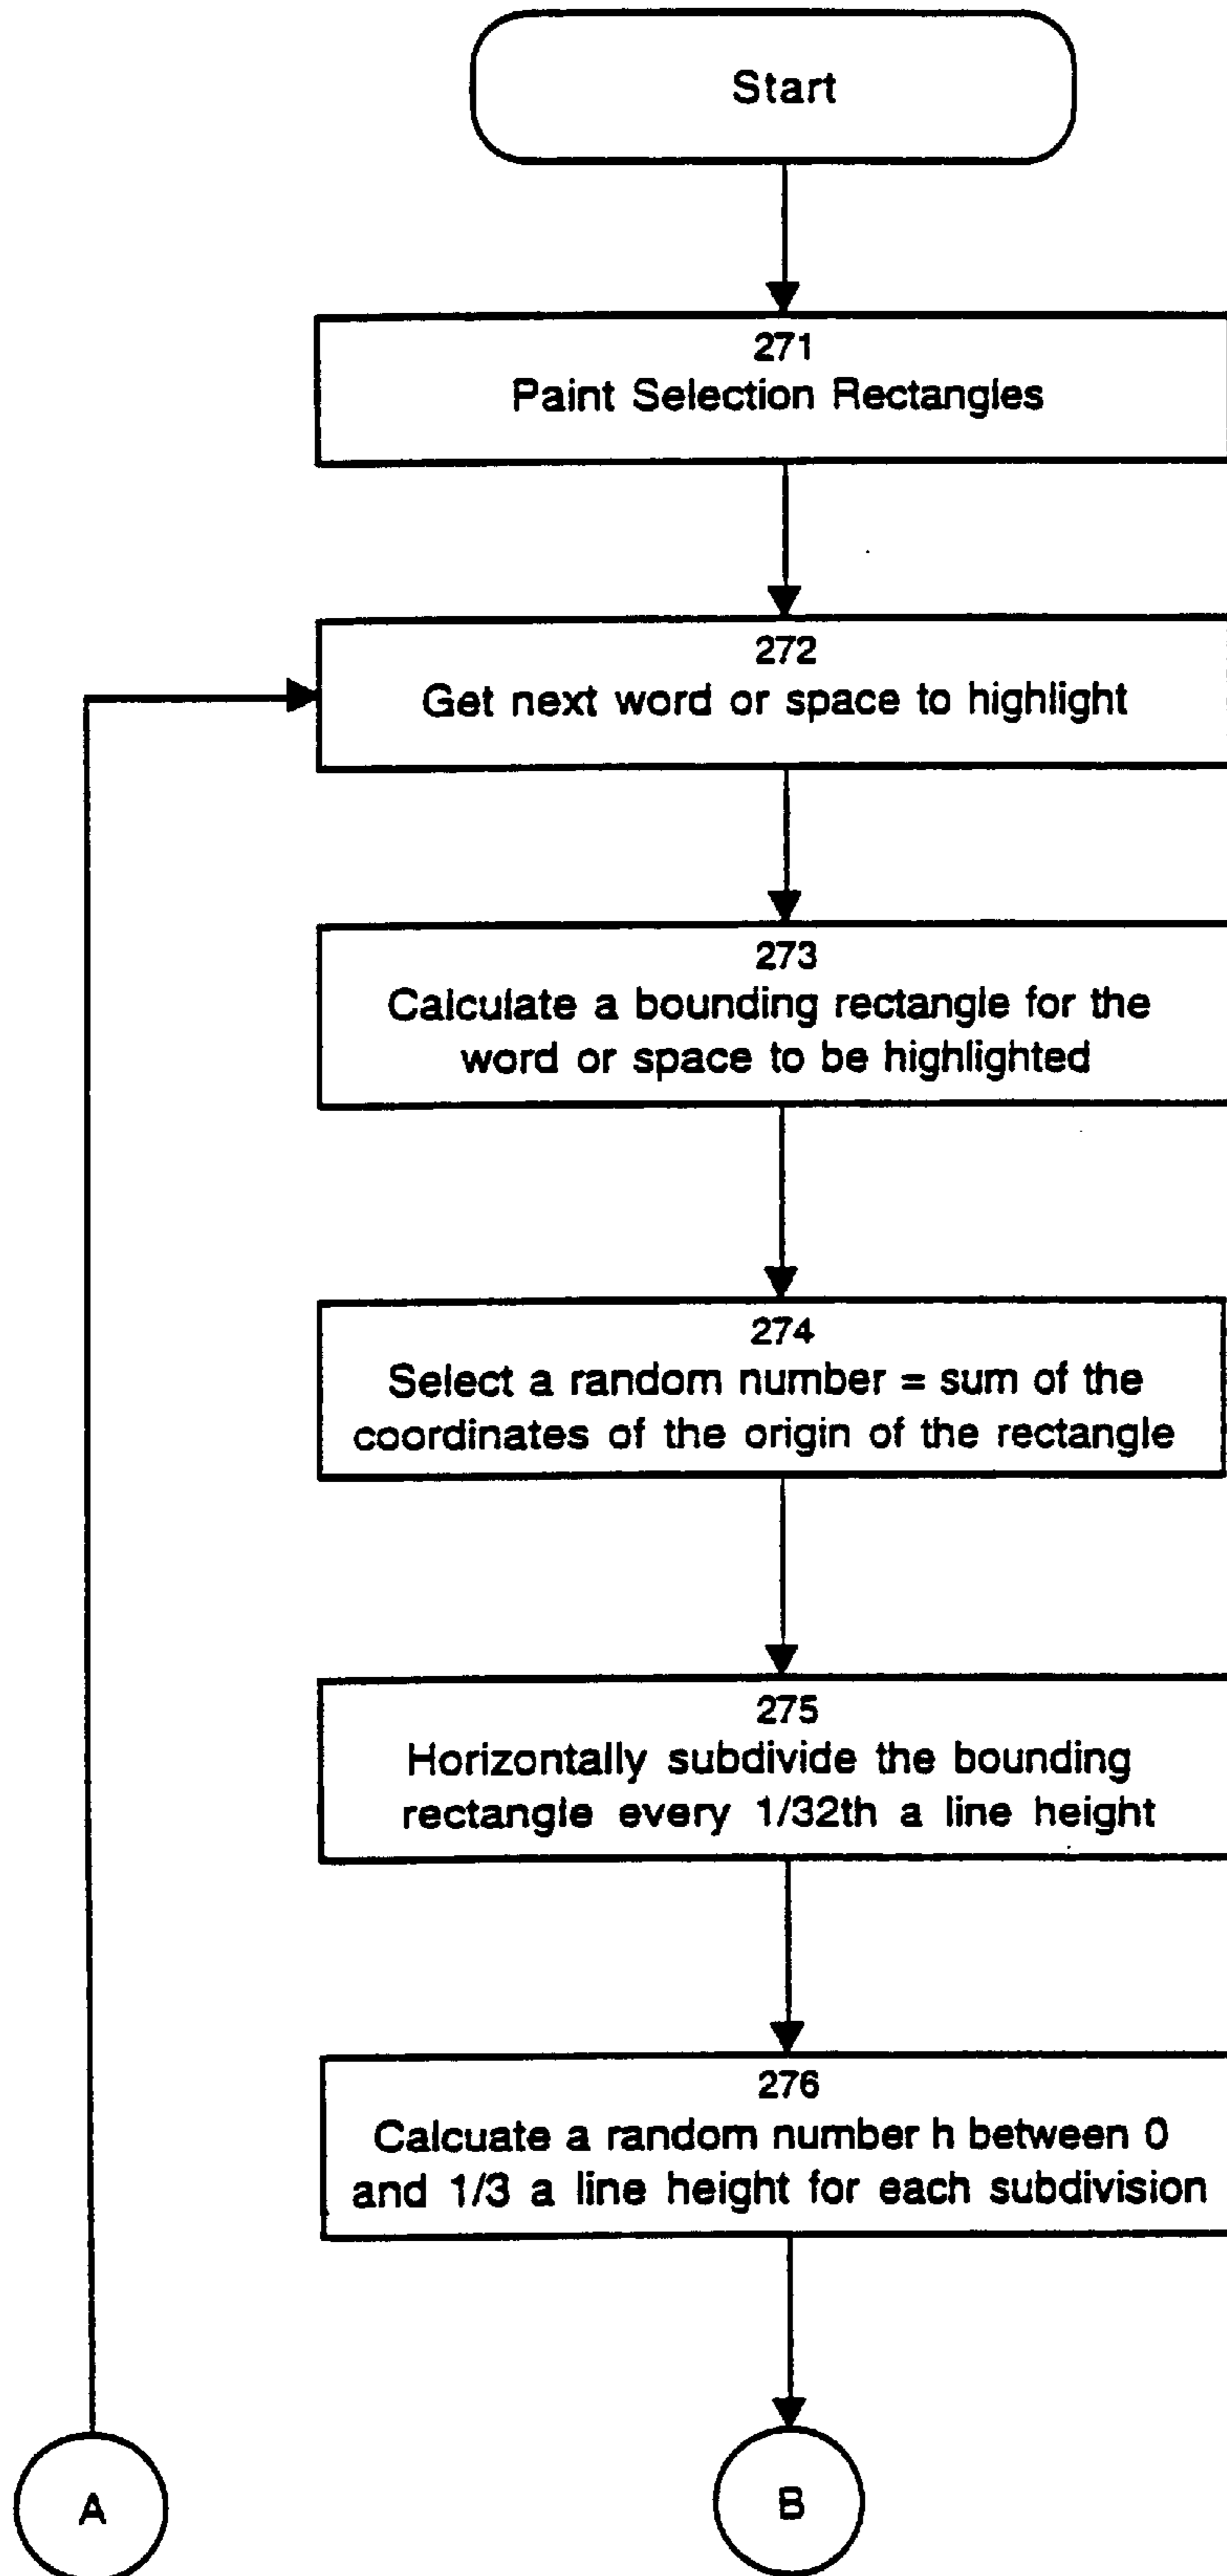 Start
271
Paint Selection Rectangles
272
Get next word or space to highlight
273
Calculate a bounding rectangle for the
word or space to be highlighted
274
Select a random number = sum of the
coordinates of the origin of the rectangle
275
Horizontally subdivide the bounding
rectangle every 1/32th a line height
276
Calcuate a random number h between 0
and 1/3 a line height for each subdivision
A
B